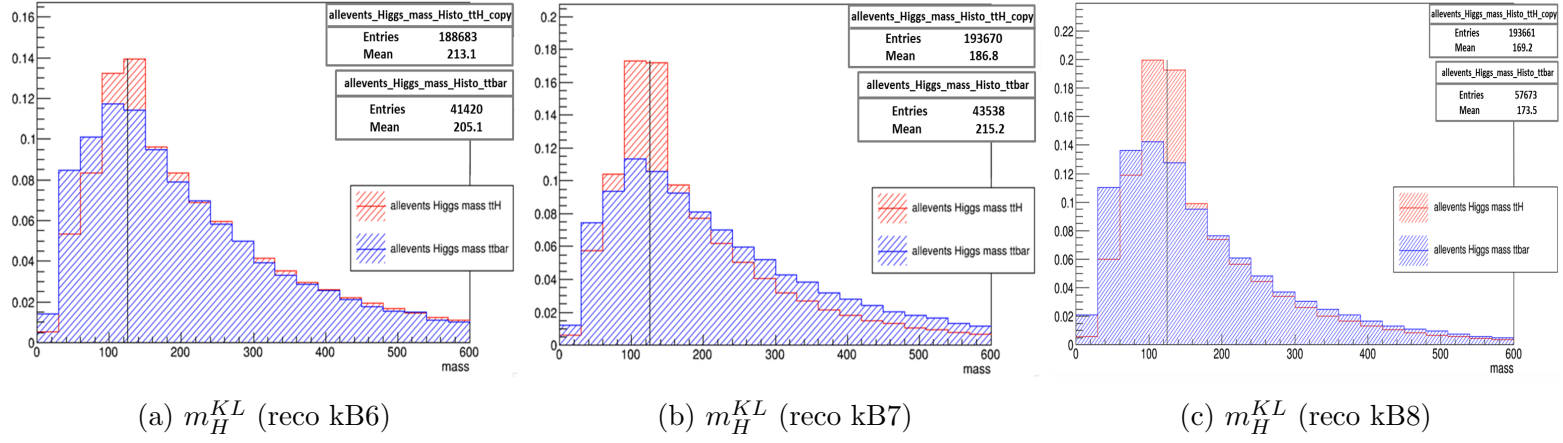 allevents_Higgs_mass_Histo_ttH_copy
Entries 188683
Mean 213.1
allevents_Higgs_mass_Histo_ttbar
Entries 41420
Mean 205.1
0.14
0.12
0.1
0.08
0.06
0.04
0.02
0
allevents Higgs mass ttH
allevents Higgs mass ttbar
0 100 200 300 400 500 600
mass
(a) m_H^{KL} (reco kB6)
allevents_Higgs_mass_Histo_ttH_copy
Entries 193670
Mean 186.8
allevents_Higgs_mass_Histo_ttbar
Entries 43538
Mean 215.2
0.2
0.18
0.16
0.14
0.12
0.1
0.08
0.06
0.04
0.02
0
allevents Higgs mass ttH
allevents Higgs mass ttbar
0 100 200 300 400 500 600
mass
(b) m_H^{KL} (reco kB7)
allevents_Higgs_mass_Histo_ttH_copy
Entries 193661
Mean 169.2
allevents_Higgs_mass_Histo_ttbar
Entries 57673
Mean 173.5
0.22
0.2
0.18
0.16
0.14
0.12
0.1
0.08
0.06
0.04
0.02
0
allevents Higgs mass ttH
allevents Higgs mass ttbar
0 100 200 300 400 500 600
mass
(c) m_H^{KL} (reco kB8)